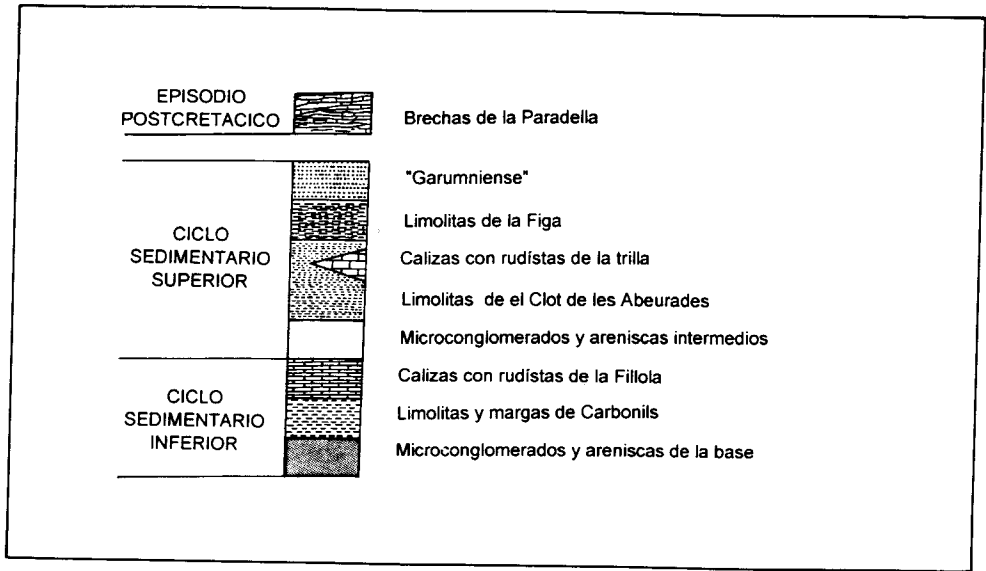 EPISODIO
POSTCRETACICO
Brechas de la Paradella
"Garumniense"
Limolitas de la Figa
CICLO
SEDIMENTARIO
SUPERIOR
Calizas con rudístas de la trilla
Limolitas de el Clot de les Abeurades
Microconglomerados y areniscas intermedios
Calizas con rudístas de la Fillola
CICLO
SEDIMENTARIO
INFERIOR
Limolitas y margas de Carbonils
Microconglomerados y areniscas de la base